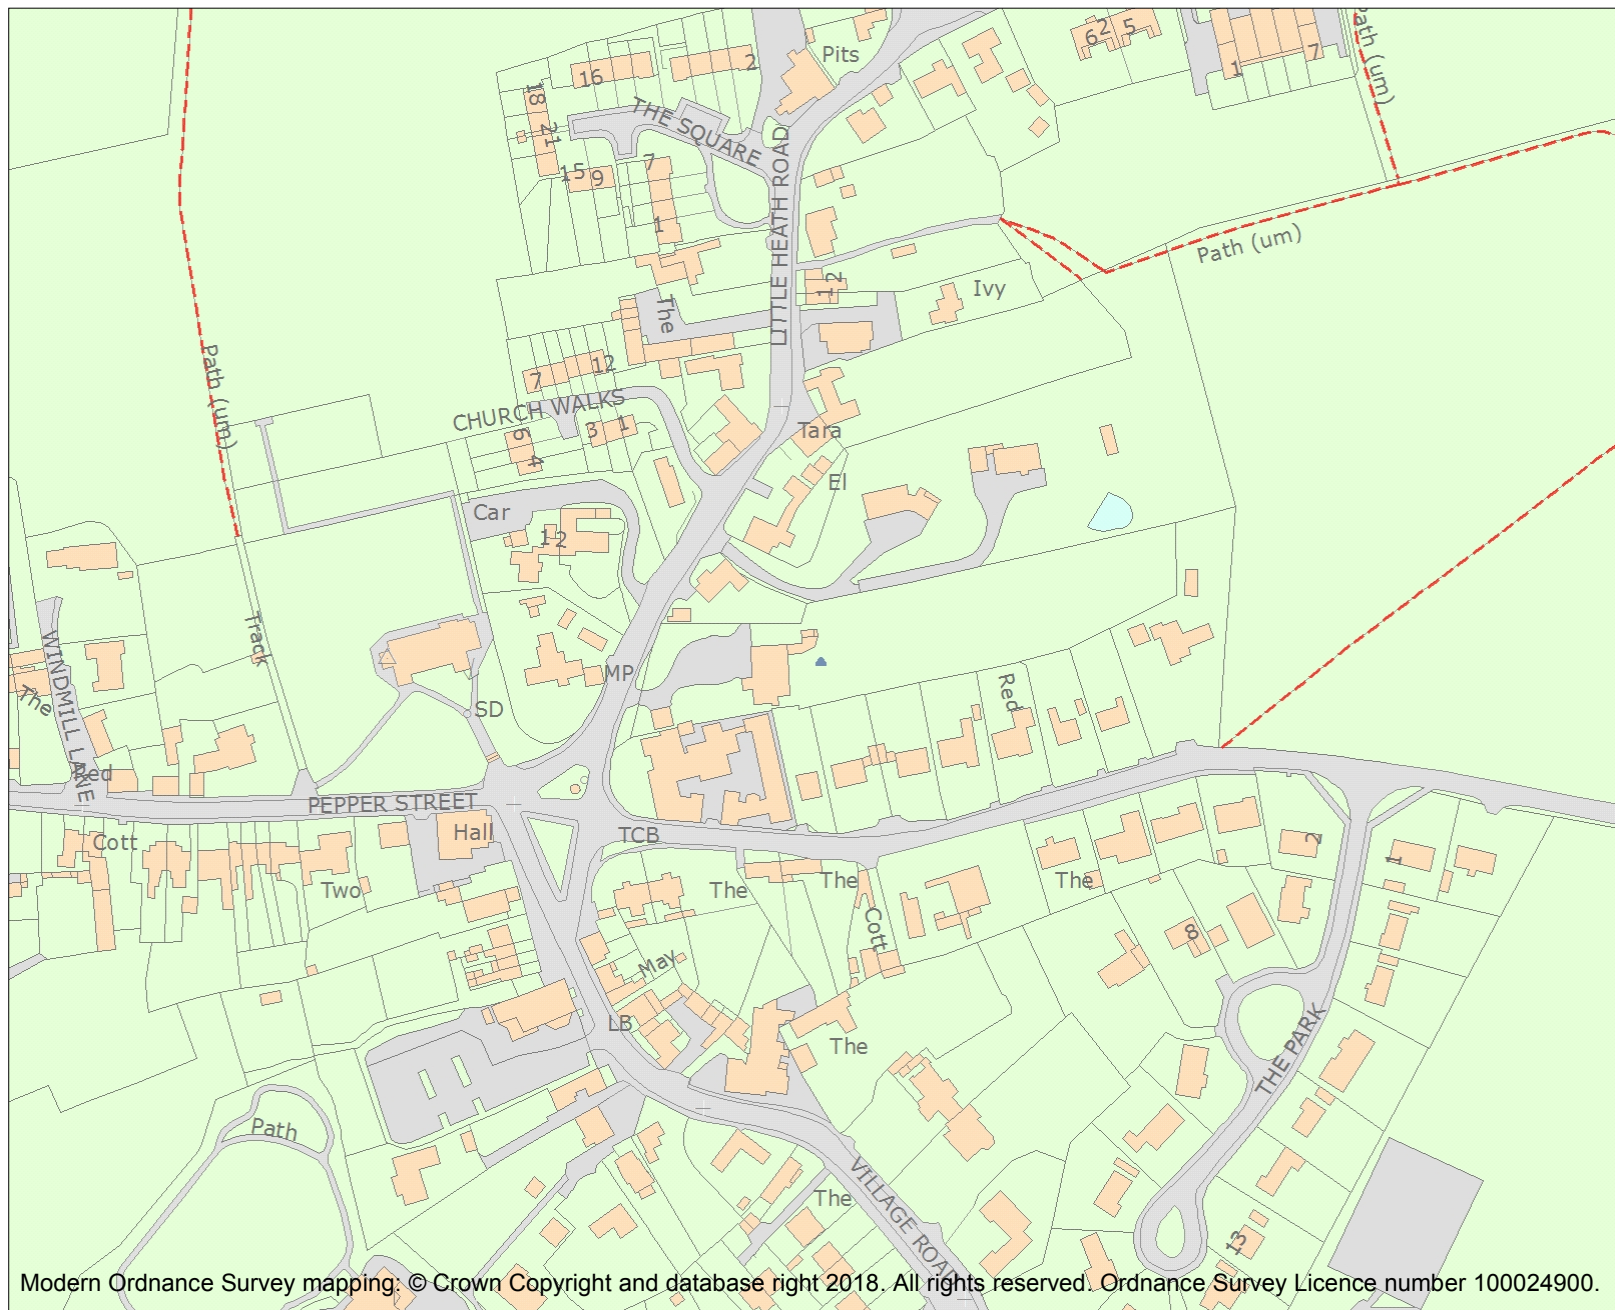 Pits
6 2 5
1
7
Path (um)
16
2
18
21
THE SQUARE
15 9
7
1
LITTLE HEATH ROAD
Path (um)
1 2
Ivy
The
Path (um)
7
12
CHURCH WALKS
6
4
3 1
Tara
El
Car
1 2
Track
WINDMILL LANE
The
MP
SD
Red
Red
PEPPER STREET
Hall
TCB
Cott
Two
The
The
The
2
1
Cott
8
May
LB
The
THE PARK
Path
VILLAGE ROAD
The
13
Modern Ordnance Survey mapping: © Crown Copyright and database right 2018. All rights reserved. Ordnance Survey Licence number 100024900.